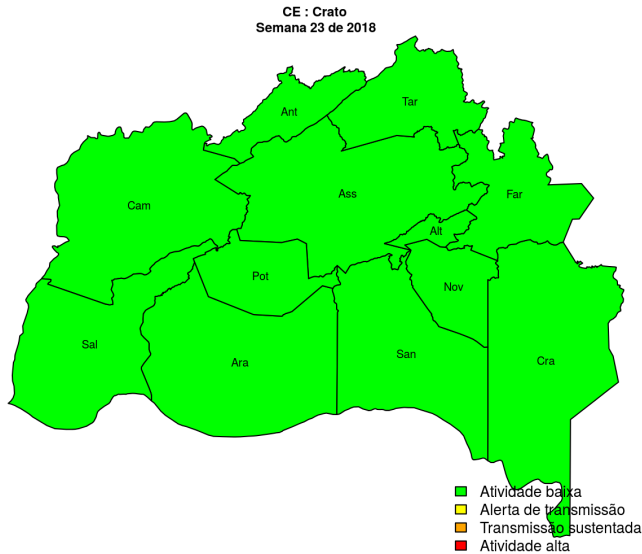 CE : Crato
Semana 23 de 2018
Tar
Ant
Ass
Far
Cam
Alt
Pot
Nov
Sal
Ara
San
Cra
Atividade baixa
Alerta de transmissão
Transmissão sustentada
Atividade alta